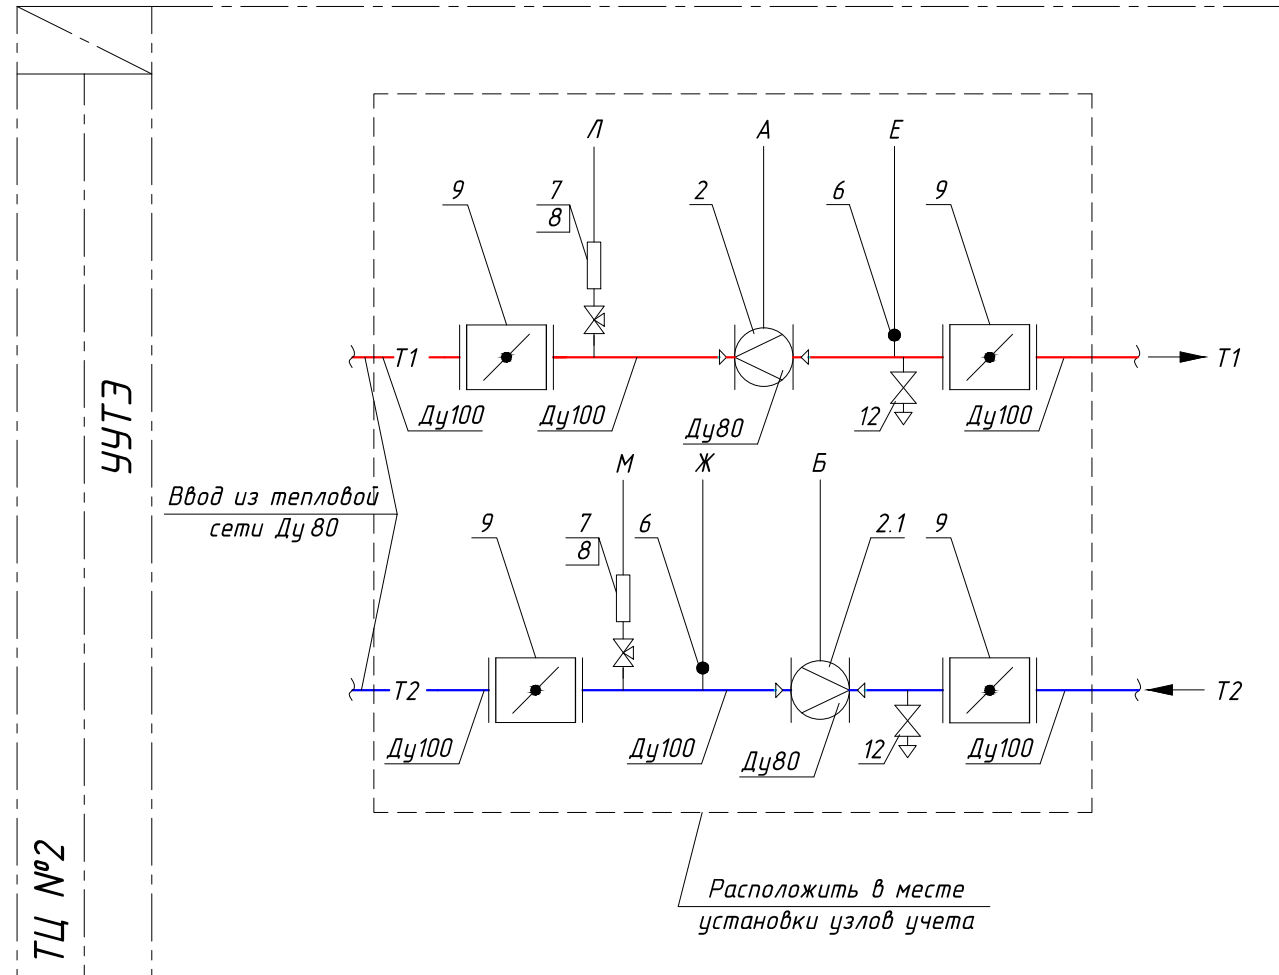 Л
А
Е
9
7
8
2
6
9
Т1
Т1
Ду100
Ду100
Ду80
12
Ду100
УУТЭ
Ввод из тепловой
сети Ду 80
М
Ж
Б
9
7
8
6
2.1
9
Т2
Т2
Ду100
Ду100
Ду80
12
Ду100
ТЦ №2
Расположить в месте
установки узлов учета